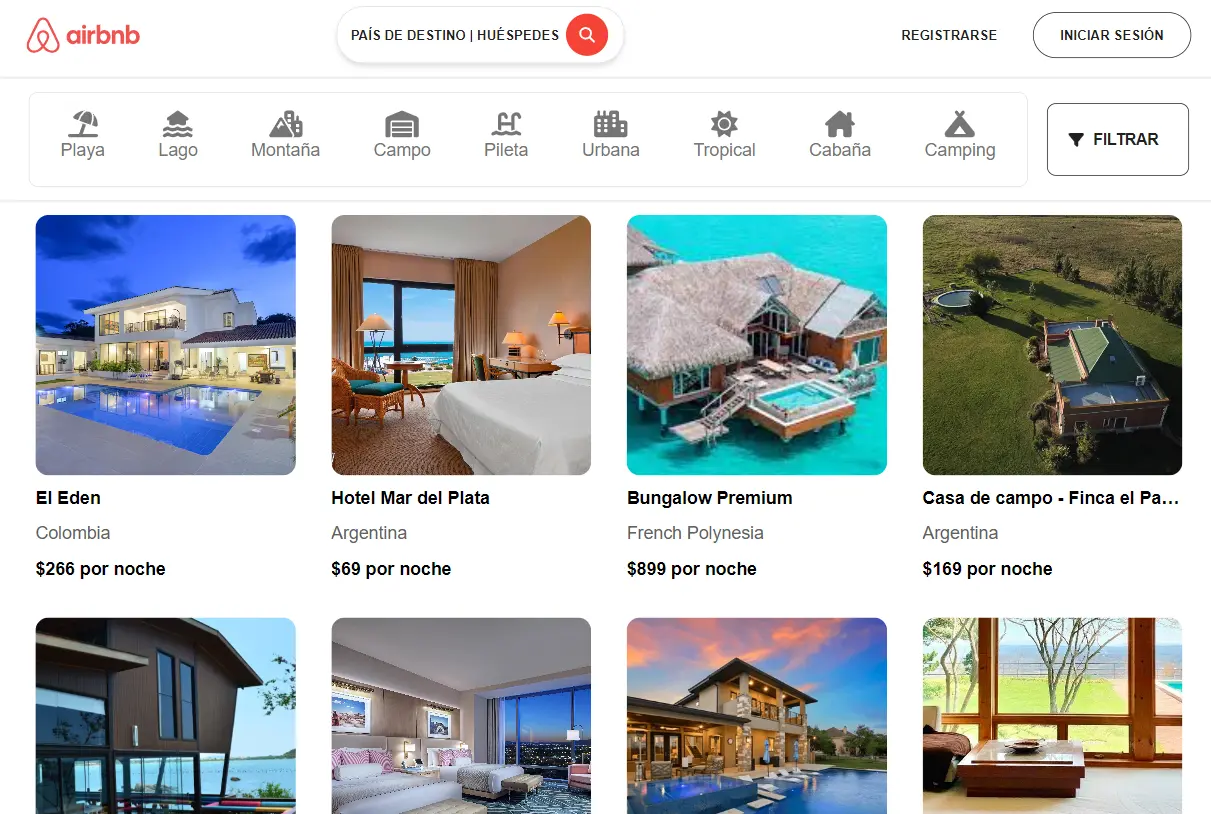 airbnb
PAÍS DE DESTINO | HUÉSPEDES
REGISTRARSE
INICIAR SESIÓN
Playa
Lago
Montaña
Campo
Pileta
Urbana
Tropical
Cabaña
Camping
FILTRAR
El Eden
Colombia
$266 por noche
Hotel Mar del Plata
Argentina
$69 por noche
Bungalow Premium
French Polynesia
$899 por noche
Casa de campo - Finca el Pa...
Argentina
$169 por noche